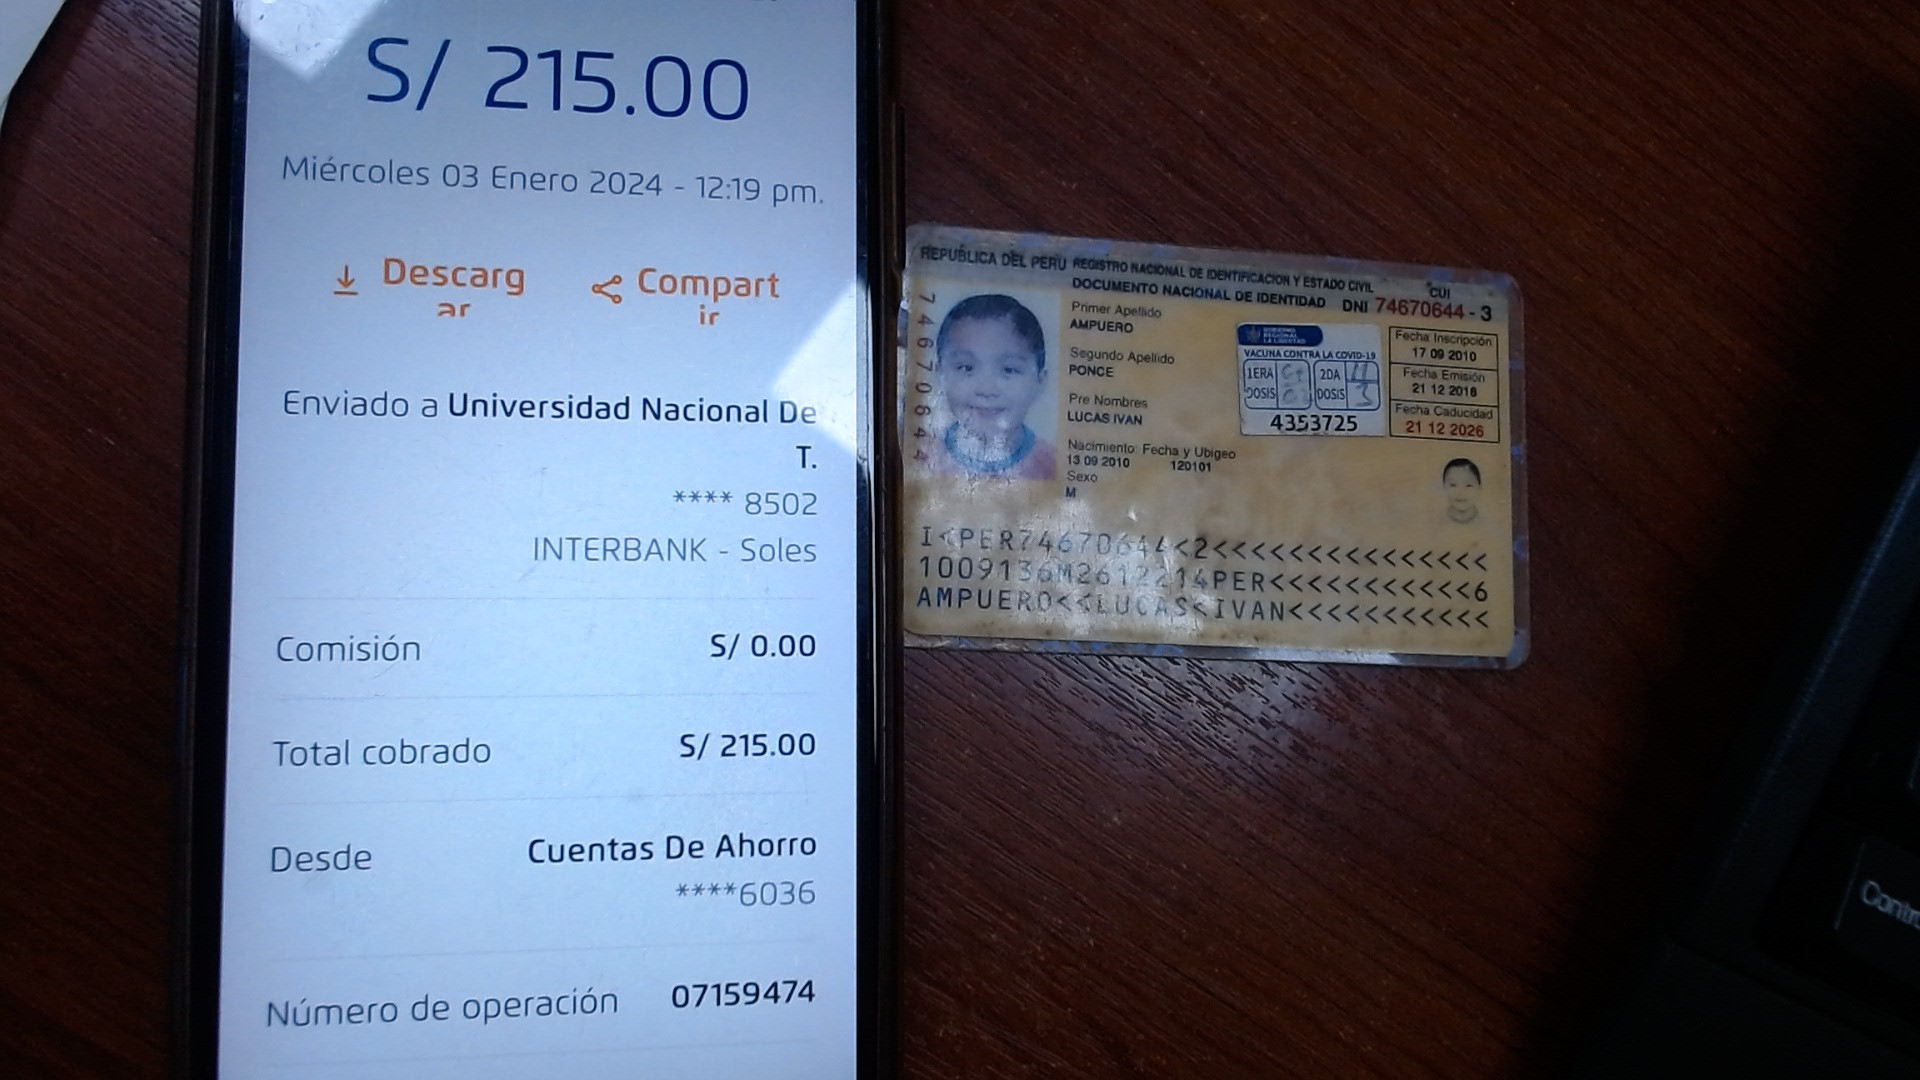 S/ 215.00
Miércoles 03 Enero 2024 - 12:19 pm.
Descarg
ar
Compart
ir
Enviado a Universidad Nacional De
T.
**** 8502
INTERBANK - Soles
Comisión S/ 0.00
Total cobrado S/ 215.00
Desde Cuentas De Ahorro
****6036
Número de operación 07159474
REPUBLICA DEL PERU REGISTRO NACIONAL DE IDENTIFICACION Y ESTADO CIVIL
DOCUMENTO NACIONAL DE IDENTIDAD DNI 74670644 - 3
CUI
74670644
Primer Apellido
AMPUERO
Segundo Apellido
PONCE
Pre Nombres
LUCAS IVAN
Nacimiento: Fecha y Ubigeo
13 09 2010 120101
Sexo
M
GOBIERNO
REGIONAL
LA LIBERTAD
VACUNA CONTRA LA COVID-19
1ERA
DOSIS
2DA
DOSIS
4353725
Fecha Inscripción
17 09 2010
Fecha Emisión
21 12 2018
Fecha Caducidad
21 12 2026
I<PER74670644<2<<<<<<<<<<<<<<<
1009136M2612214PER<<<<<<<<<<<6
AMPUERO<<LUCAS<IVAN<<<<<<<<<<<